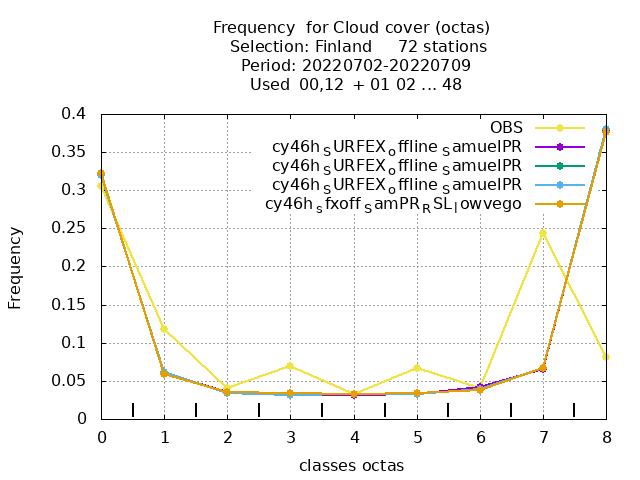 Frequency for Cloud cover (octas)
Selection: Finland 72 stations
Period: 20220702-20220709
Used 00,12 + 01 02 ... 48
0.4
0.35
0.3
0.25
0.2
0.15
0.1
0.05
0
Frequency
OBS
cy46h_SURFEX_offline_SamuelPR
cy46h_SURFEX_offline_SamuelPR
cy46h_SURFEX_offline_SamuelPR
cy46h_sfxoff_SamPR_RSL_lowvego
0 1 2 3 4 5 6 7 8
classes octas